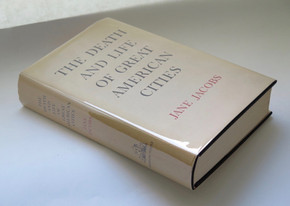 THE DEATH
AND LIFE
OF GREAT
AMERICAN
CITIES
JANE JACOBS